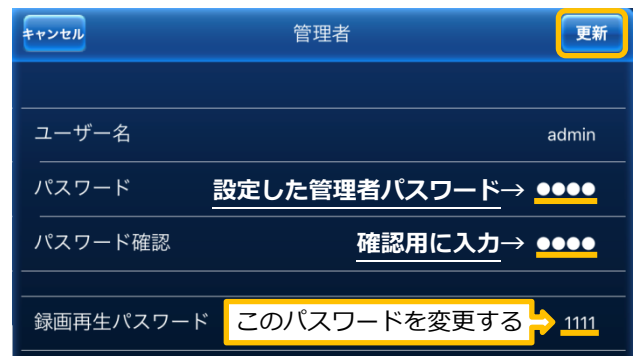 キャンセル 管理者 更新
ユーザー名 admin
パスワード 設定した管理者パスワード→ ●●●●
パスワード確認 確認用に入力→ ●●●●
録画再生パスワード このパスワードを変更する 1111